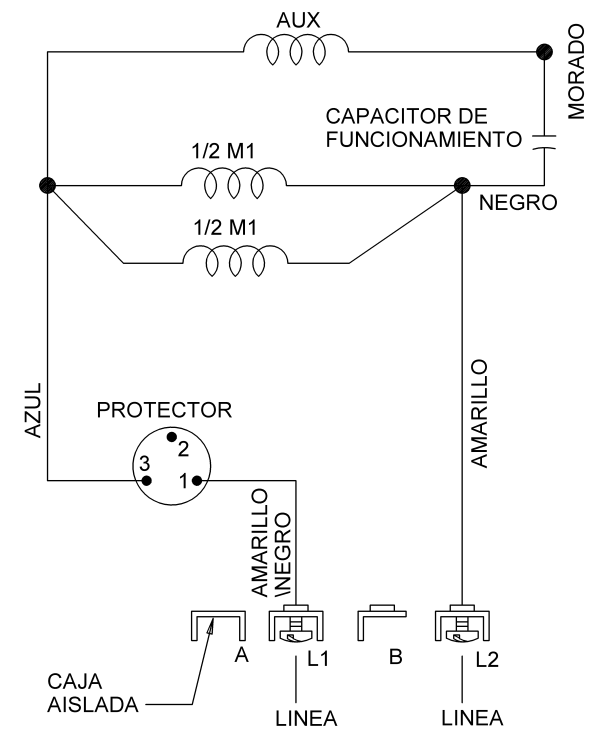 AUX
MORADO
CAPACITOR DE
FUNCIONAMIENTO
1/2 M1
NEGRO
1/2 M1
AZUL
AMARILLO
PROTECTOR
2
3
1
AMARILLO
\NEGRO
A
L1
B
L2
CAJA
AISLADA
LINEA
LINEA